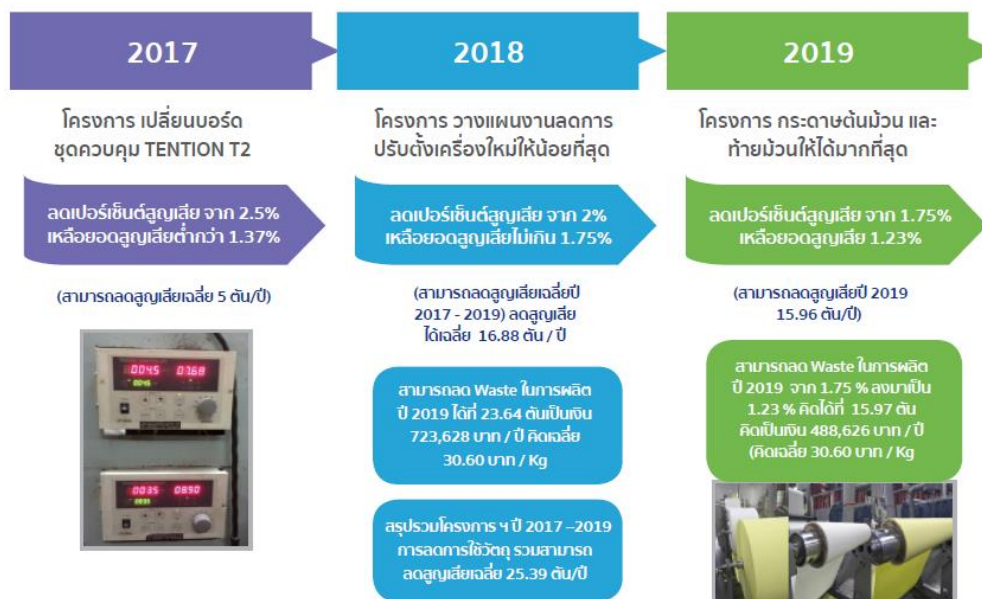 2017
โครงการ เปลี่ยนบอร์ด
ชุดควบคุม TENTION T2
ลดเปอร์เซ็นต์สูญเสีย จาก 2.5%
เหลือยอดสูญเสียต่ำกว่า 1.37%
(สามารถลดสูญเสียเฉลี่ย 5 ตัน/ปี)
0045 0768
0035 0850
2018
โครงการ วางแผนงานลดการ
ปรับตั้งเครื่องใหม่ให้น้อยที่สุด
ลดเปอร์เซ็นต์สูญเสีย จาก 2%
เหลือยอดสูญเสียไม่เกิน 1.75%
(สามารถลดสูญเสียเฉลี่ยปี
2017 - 2019) ลดสูญเสีย
ได้เฉลี่ย 16.88 ตัน / ปี
สามารถลด Waste ในการผลิต
ปี 2019 ได้ที่ 23.64 ตันเป็นเงิน
723,628 บาท / ปี คิดเฉลี่ย
30.60 บาท / Kg
สรุปรวมโครงการ ฯ ปี 2017 –2019
การลดการใช้วัตถุ รวมสามารถ
ลดสูญเสียเฉลี่ย 25.39 ตัน/ปี
2019
โครงการ กระดาษต้นม้วน และ
ท้ายม้วนให้ได้มากที่สุด
ลดเปอร์เซ็นต์สูญเสีย จาก 1.75%
เหลือยอดสูญเสีย 1.23%
(สามารถลดสูญเสียปี 2019
15.96 ตัน/ปี)
สามารถลด Waste ในการผลิต
ปี 2019 จาก 1.75 % ลงมาเป็น
1.23 % คิดได้ที่ 15.97 ตัน
คิดเป็นเงิน 488,626 บาท / ปี
(คิดเฉลี่ย 30.60 บาท / Kg